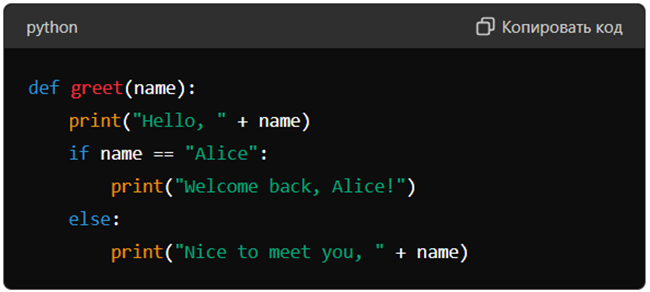 python
Копировать код
def greet(name):
    print("Hello, " + name)
    if name == "Alice":
        print("Welcome back, Alice!")
    else:
        print("Nice to meet you, " + name)